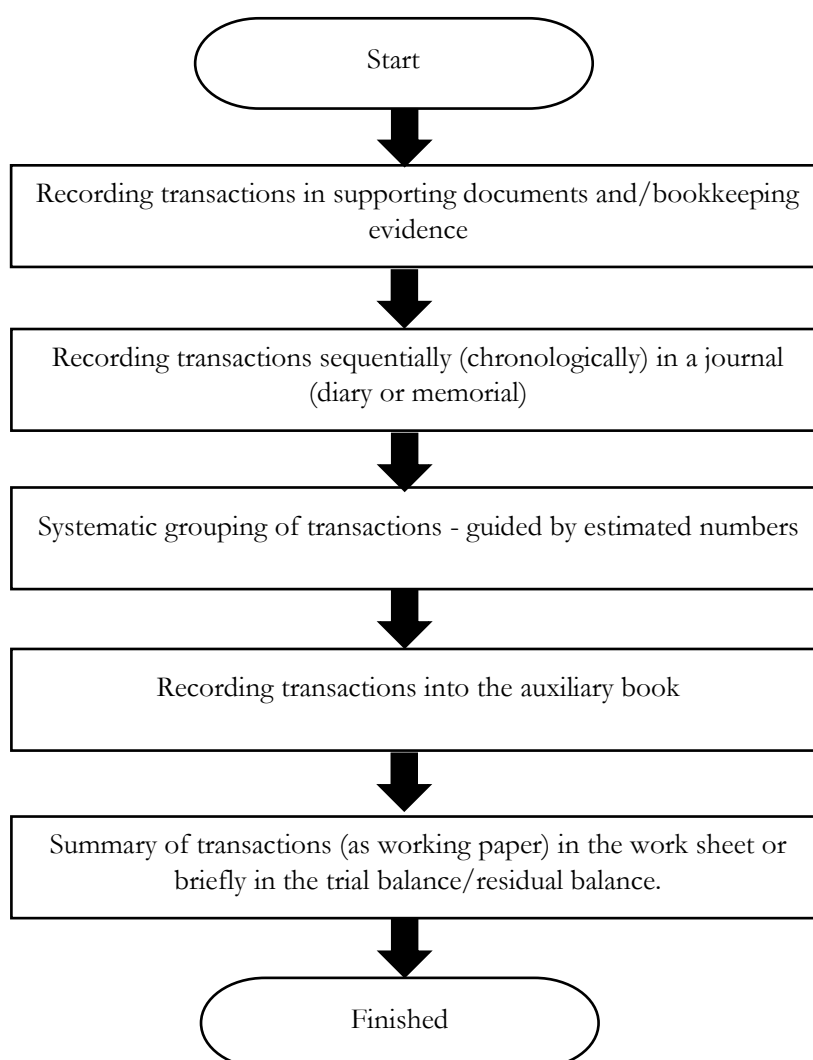 Start
Recording transactions in supporting documents and/bookkeeping
evidence
Recording transactions sequentially (chronologically) in a journal
(diary or memorial)
Systematic grouping of transactions - guided by estimated numbers
Recording transactions into the auxiliary book
Summary of transactions (as working paper) in the work sheet or
briefly in the trial balance/residual balance.
Finished